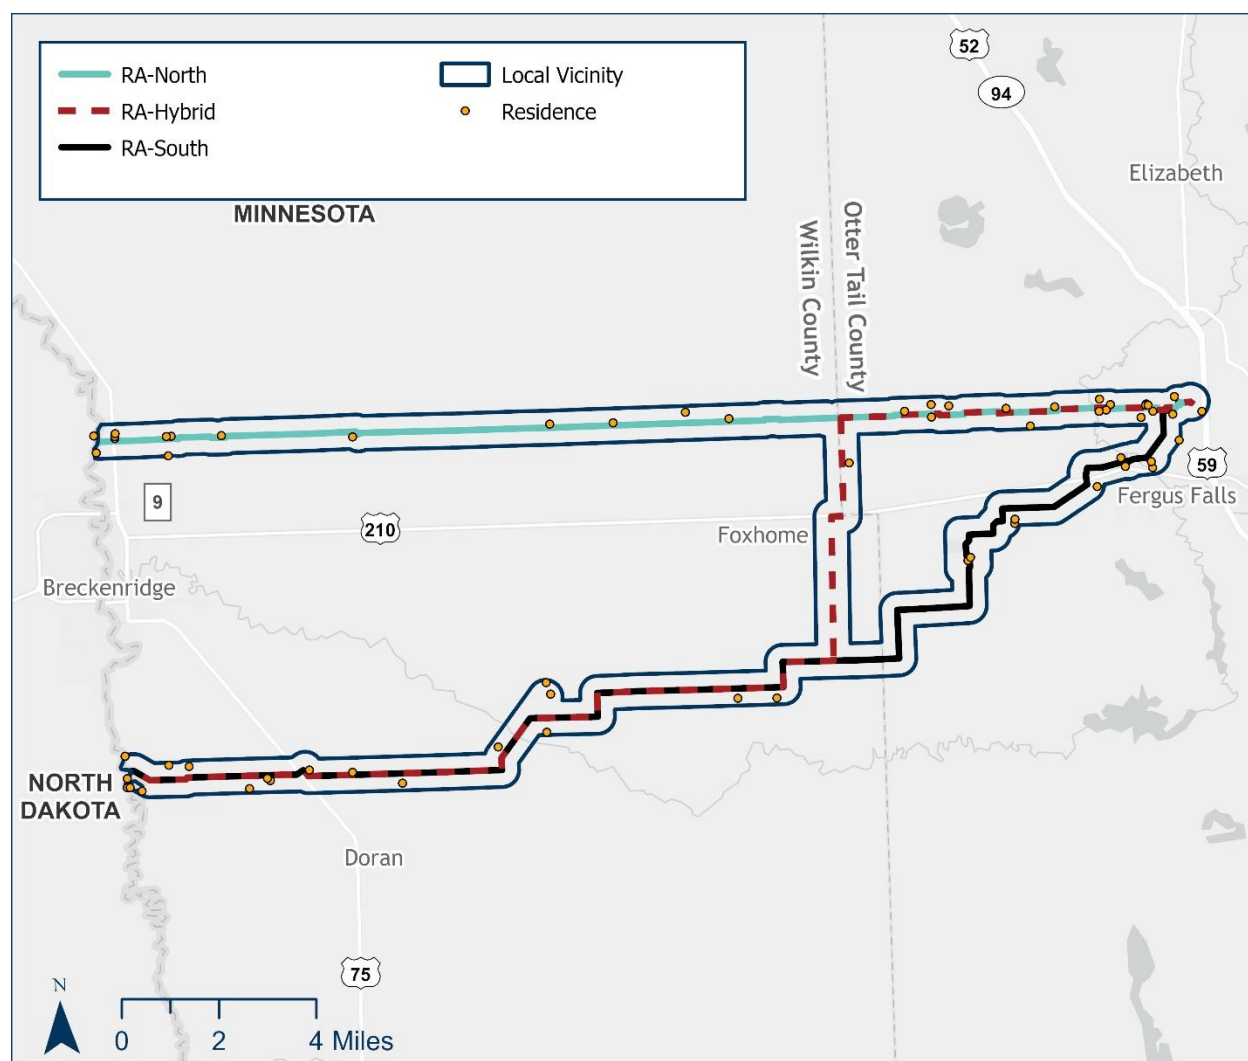 RA-North
RA-Hybrid
RA-South
Local Vicinity
Residence
52
94
Elizabeth
MINNESOTA
Wilkin County
Otter Tail County
9
210
Foxhome
59
Fergus Falls
Breckenridge
NORTH
DAKOTA
Doran
75
N
0 2 4 Miles